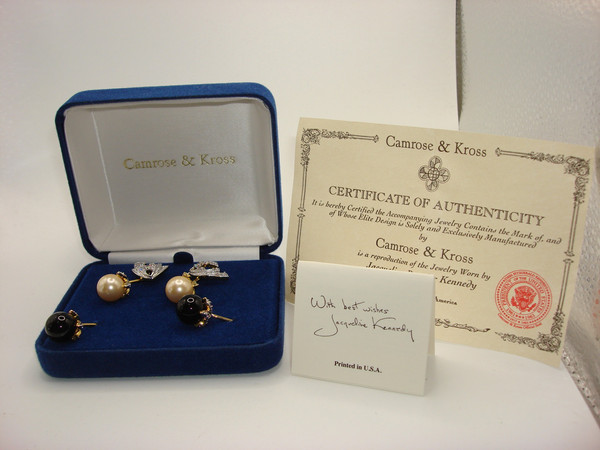 Camrose & Kross
Camrose & Kross
CERTIFICATE OF AUTHENTICITY
It is hereby Certified the Accompanying Jewelry Contains the Mark of, and
of Whose Elite Design is Solely and Exclusively Manufactured
by
Camrose & Kross
is a reproduction of the Jewelry Worn by
Jacqueline Kennedy
America
With best wishes
Jacqueline Kennedy
Printed in U.S.A.